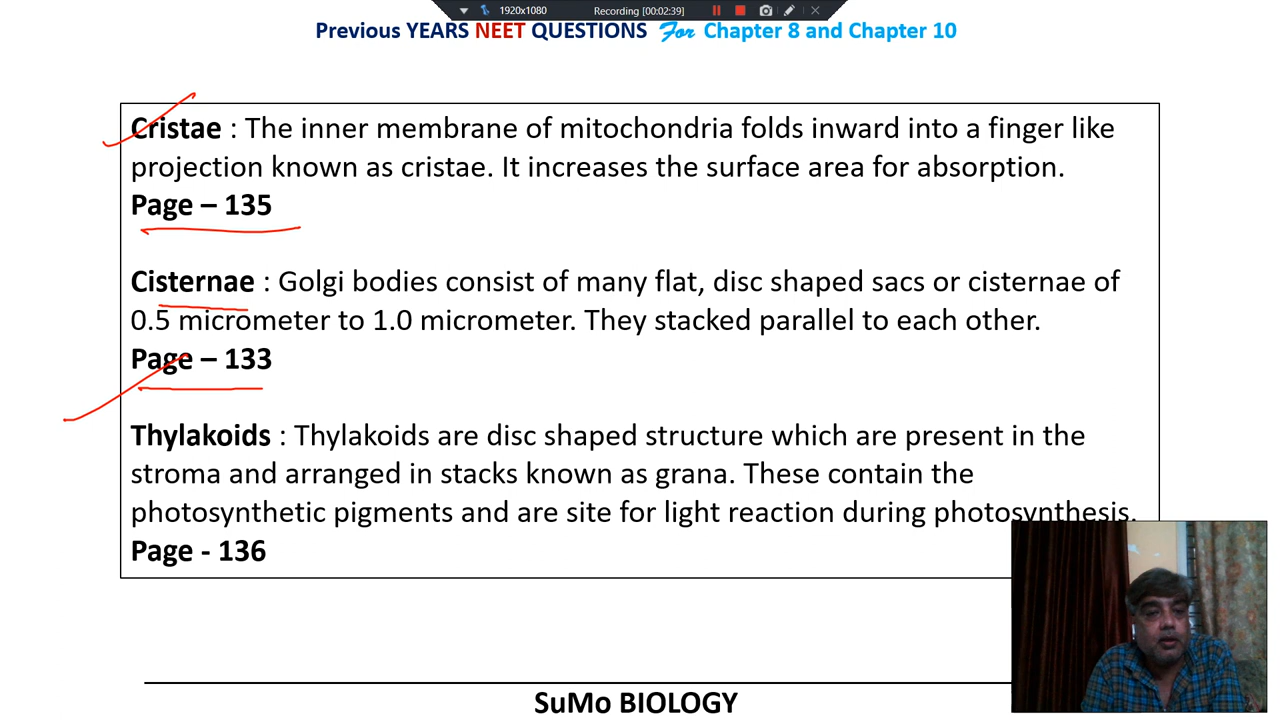 1920x1080 Recording [00:02:39]
Previous YEARS NEET QUESTIONS For Chapter 8 and Chapter 10
Cristae : The inner membrane of mitochondria folds inward into a finger like
projection known as cristae. It increases the surface area for absorption.
Page – 135
Cisternae : Golgi bodies consist of many flat, disc shaped sacs or cisternae of
0.5 micrometer to 1.0 micrometer. They stacked parallel to each other.
Page – 133
Thylakoids : Thylakoids are disc shaped structure which are present in the
stroma and arranged in stacks known as grana. These contain the
photosynthetic pigments and are site for light reaction during photosynthesis.
Page - 136
SuMo BIOLOGY